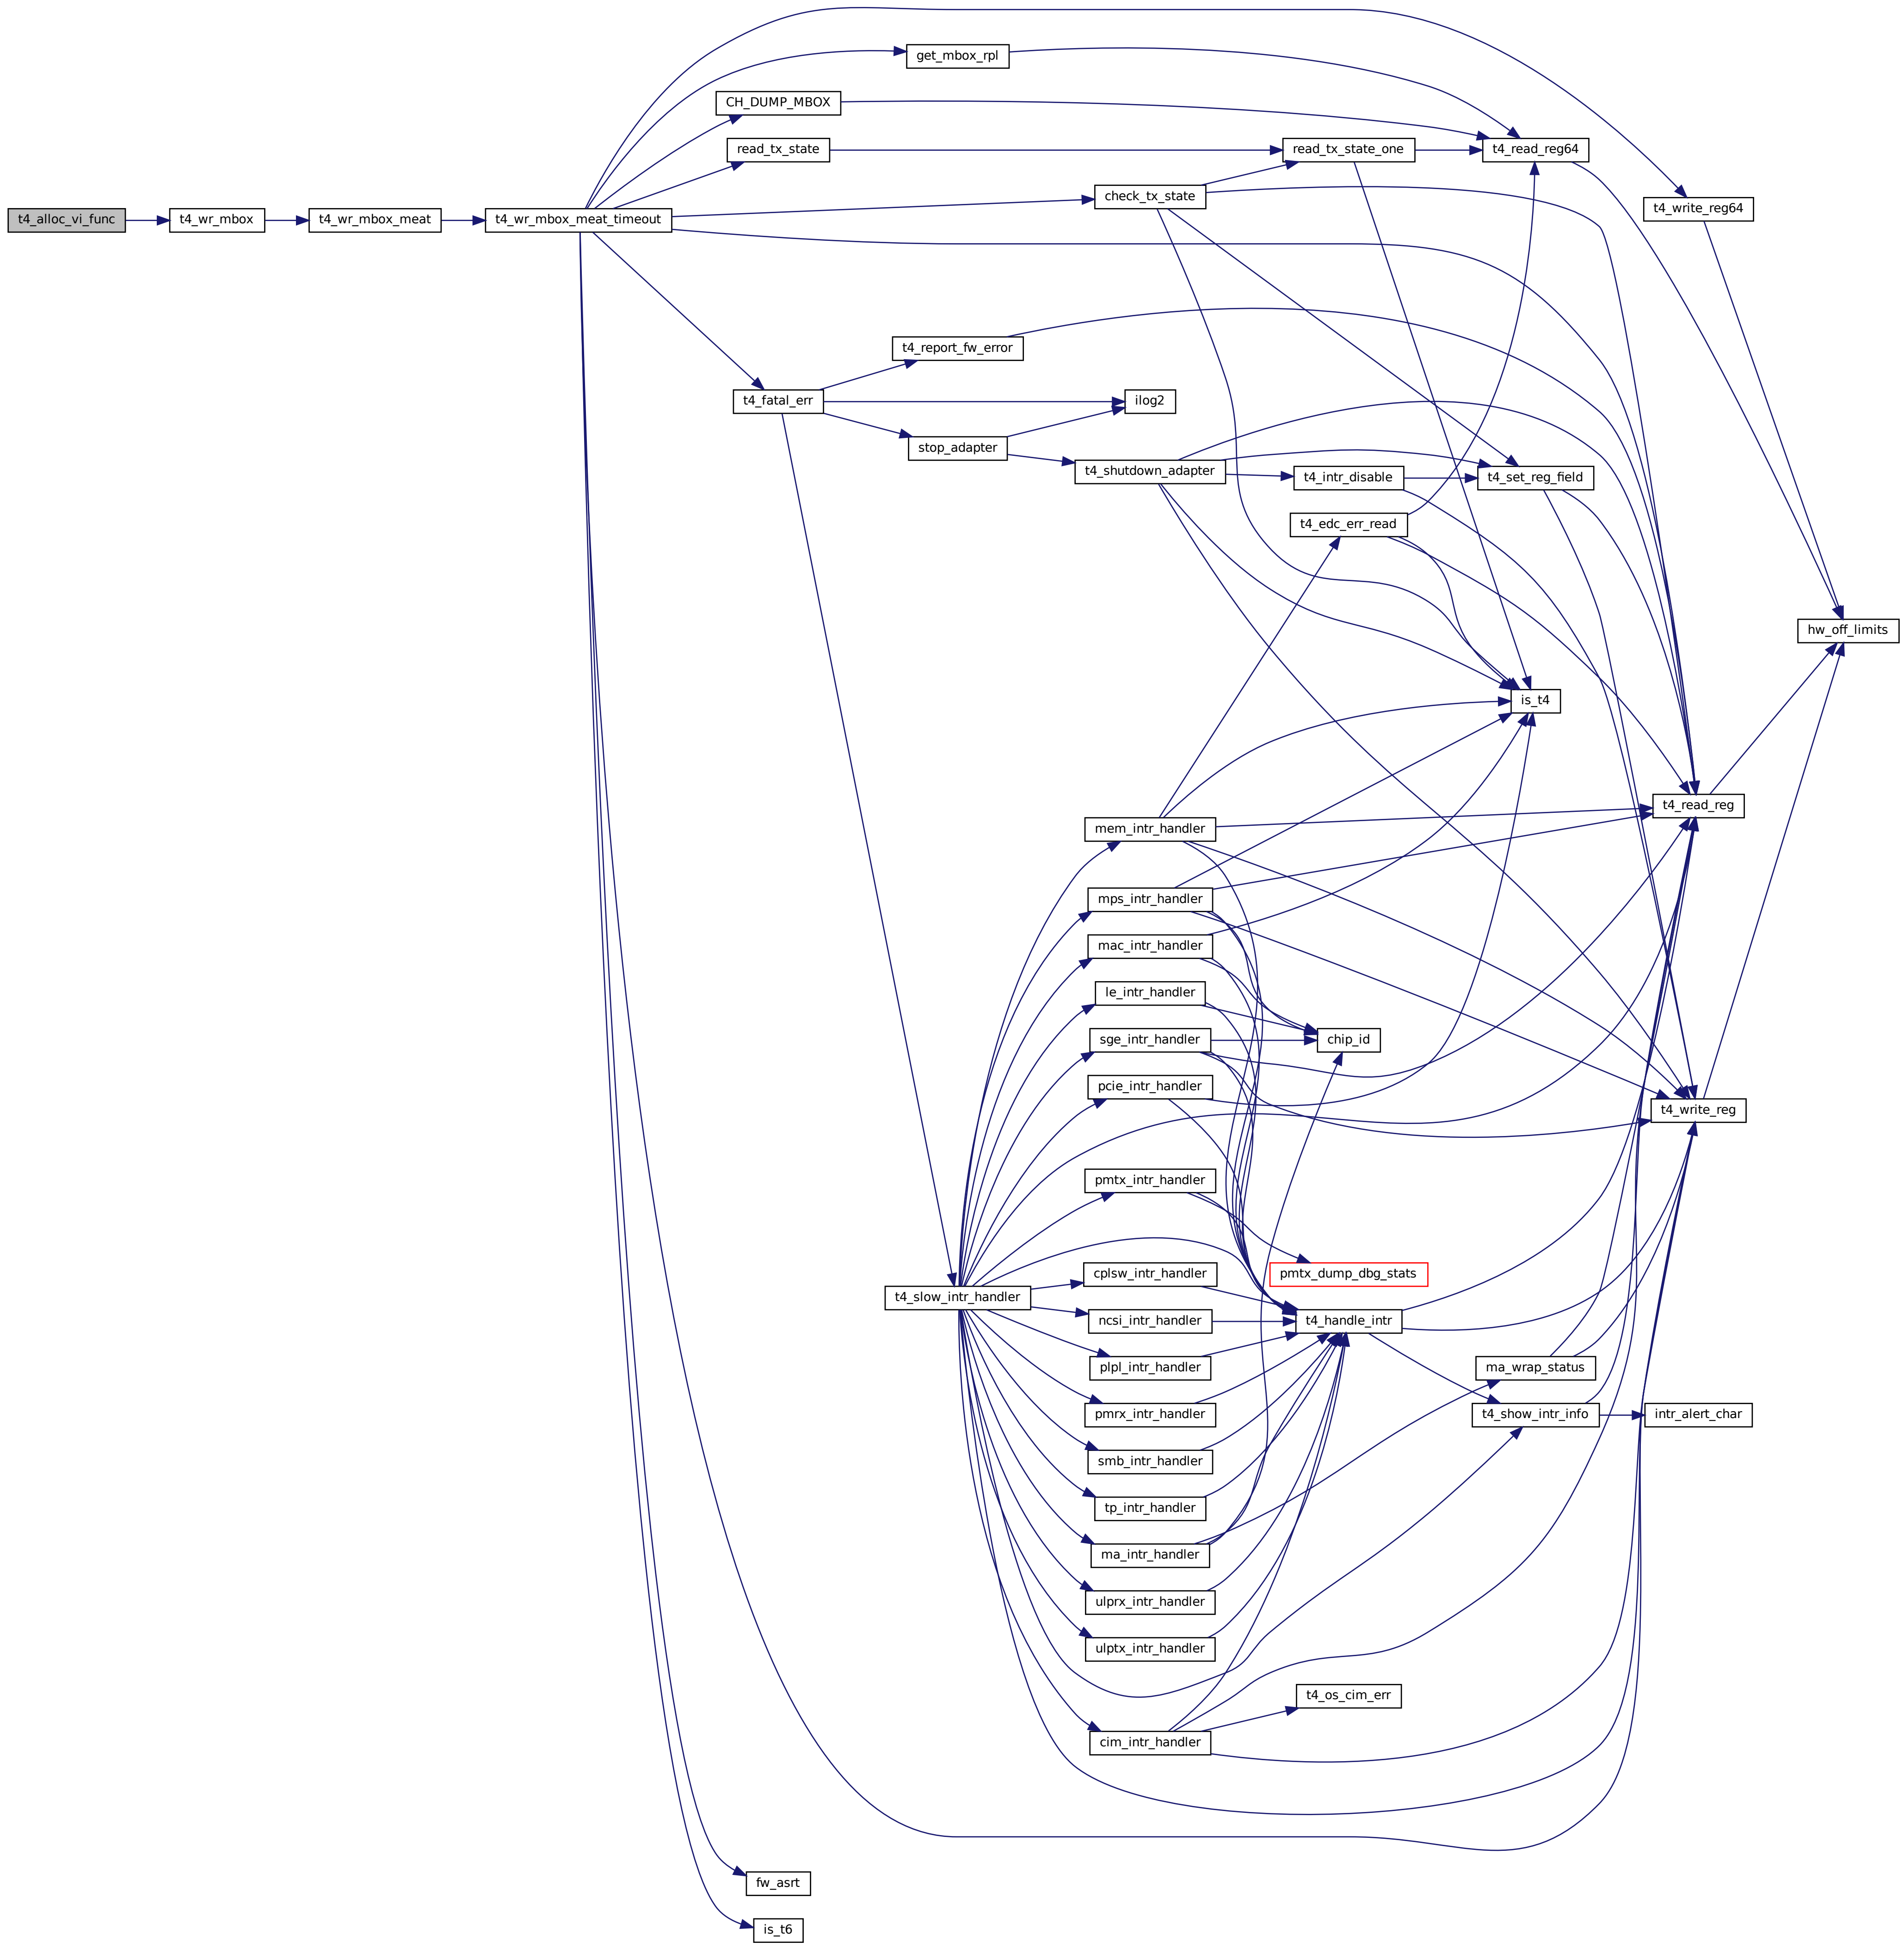 t4_alloc_vi_func
t4_wr_mbox
t4_wr_mbox_meat
t4_wr_mbox_meat_timeout
get_mbox_rpl
CH_DUMP_MBOX
read_tx_state
read_tx_state_one
t4_read_reg64
check_tx_state
t4_write_reg64
t4_report_fw_error
t4_fatal_err
ilog2
stop_adapter
t4_shutdown_adapter
t4_intr_disable
t4_set_reg_field
t4_edc_err_read
hw_off_limits
is_t4
t4_read_reg
mem_intr_handler
mps_intr_handler
mac_intr_handler
le_intr_handler
sge_intr_handler
chip_id
pcie_intr_handler
t4_write_reg
pmtx_intr_handler
cplsw_intr_handler
pmtx_dump_dbg_stats
t4_slow_intr_handler
ncsi_intr_handler
t4_handle_intr
plpl_intr_handler
ma_wrap_status
pmrx_intr_handler
t4_show_intr_info
intr_alert_char
smb_intr_handler
tp_intr_handler
ma_intr_handler
ulprx_intr_handler
ulptx_intr_handler
t4_os_cim_err
cim_intr_handler
fw_asrt
is_t6